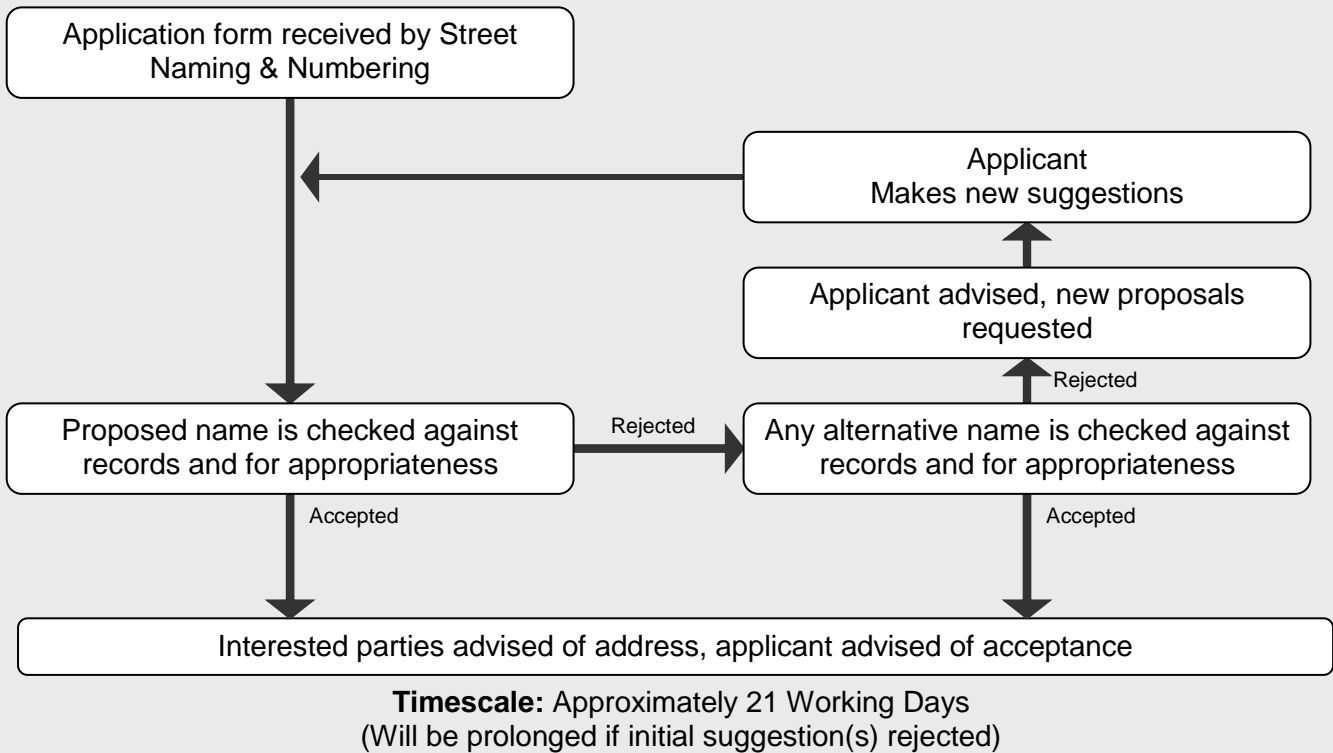 Application form received by Street
Naming & Numbering
Applicant
Makes new suggestions
Applicant advised, new proposals
requested
Rejected
Proposed name is checked against
records and for appropriateness
Rejected
Any alternative name is checked against
records and for appropriateness
Accepted
Accepted
Interested parties advised of address, applicant advised of acceptance
Timescale: Approximately 21 Working Days
(Will be prolonged if initial suggestion(s) rejected)